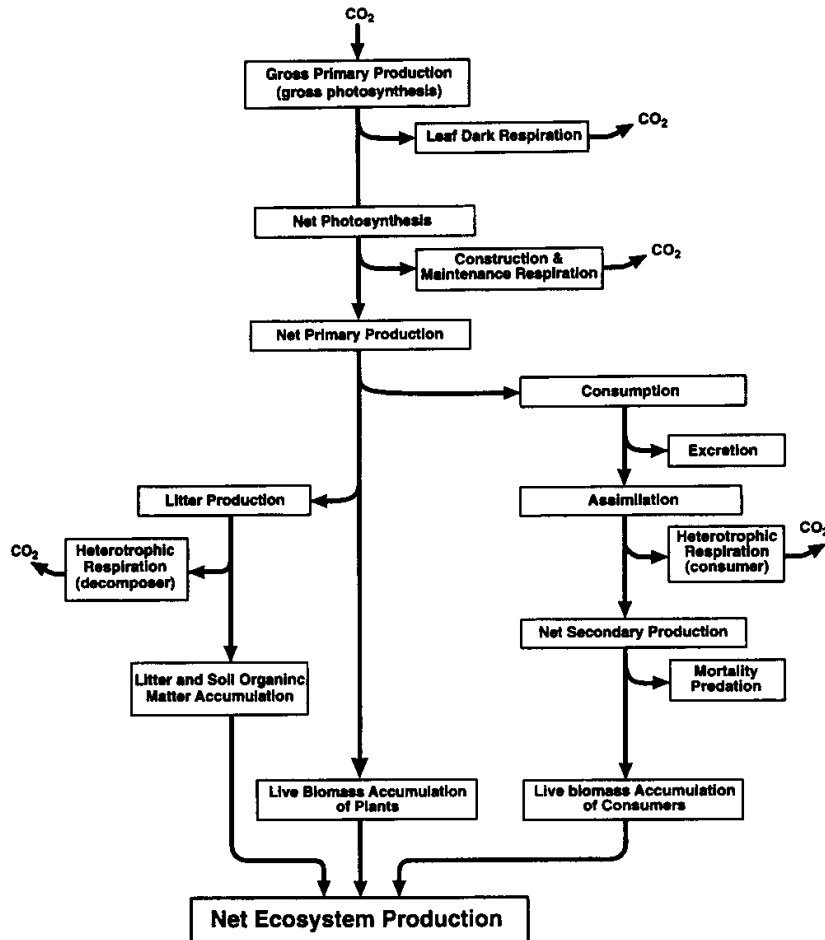 CO2
Gross Primary Production
(gross photosynthesis)
CO2
Leaf Dark Respiration
Net Photosynthesis
CO2
Construction &
Maintenance Respiration
Net Primary Production
Consumption
Excretion
Litter Production
Assimilation
CO2
CO2
Heterotrophic
Respiration
(decomposer)
Heterotrophic
Respiration
(consumer)
Net Secondary Production
Litter and Soil Organinc
Matter Accumulation
Mortality
Predation
Live Biomass Accumulation
of Plants
Live biomass Accumulation
of Consumers
Net Ecosystem Production